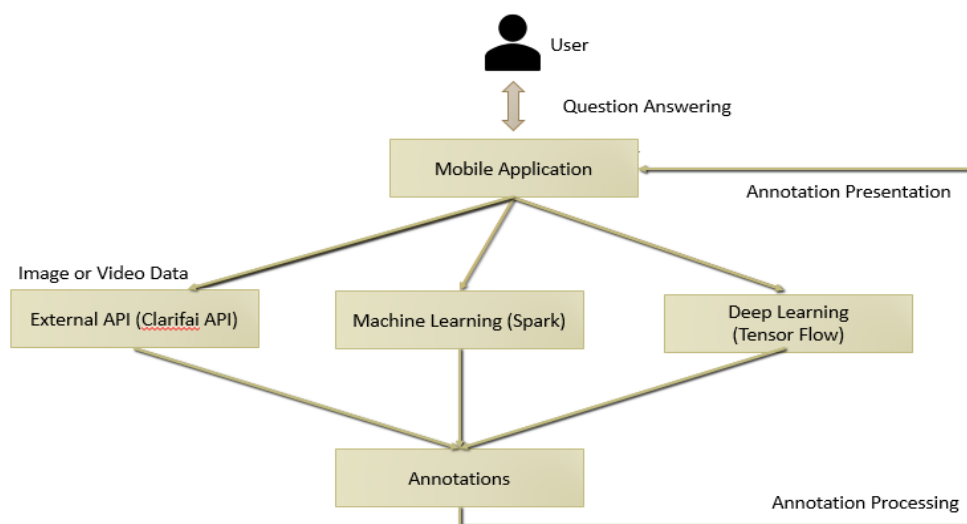 User
Question Answering
Mobile Application
Annotation Presentation
Image or Video Data
External API (Clarifai API)
Machine Learning (Spark)
Deep Learning
(Tensor Flow)
Annotations
Annotation Processing